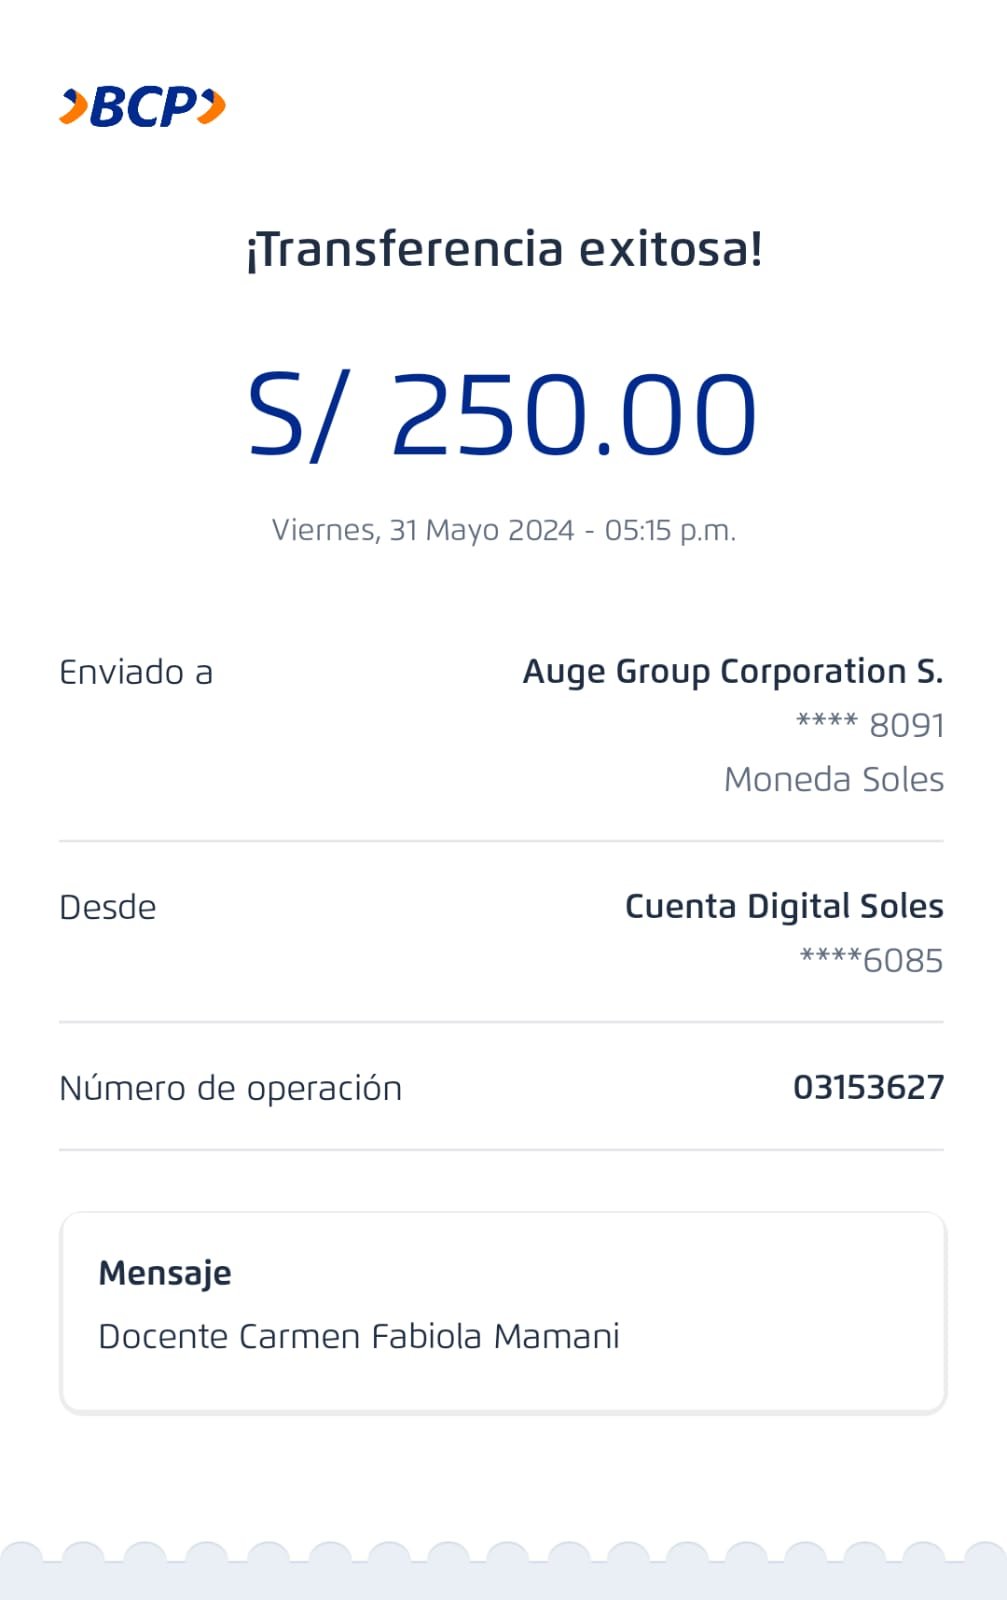 BCP
¡Transferencia exitosa!
S/ 250.00
Viernes, 31 Mayo 2024 - 05:15 p.m.
Enviado a
Auge Group Corporation S.
**** 8091
Moneda Soles
Desde
Cuenta Digital Soles
****6085
Número de operación
03153627
Mensaje
Docente Carmen Fabiola Mamani